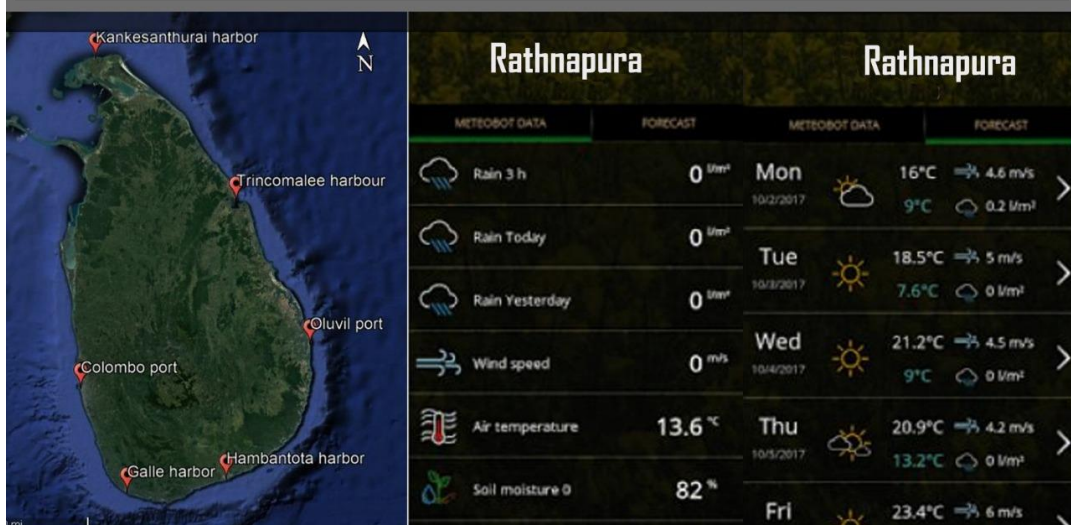 Kankesanthurai harbor
N
Trincomalee harbour
Oluvil port
Colombo port
Hambantota harbor
Galle harbor
Rathnapura
METEOBOT DATA FORECAST
Rain 3 h 0 l/m²
Rain Today 0 l/m²
Rain Yesterday 0 l/m²
Wind speed 0 m/s
Air temperature 13.6 °C
Soil moisture 0 82 %
Rathnapura
METEOBOT DATA FORECAST
Mon 16°C 4.6 m/s
10/2/2017 9°C 0.2 l/m²
Tue 18.5°C 5 m/s
10/3/2017 7.6°C 0 l/m²
Wed 21.2°C 4.5 m/s
10/4/2017 9°C 0 l/m²
Thu 20.9°C 4.2 m/s
10/5/2017 13.2°C 0 l/m²
Fri 23.4°C 6 m/s